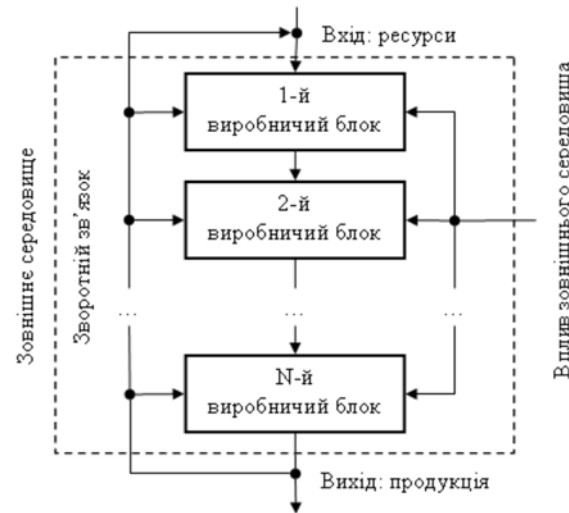 Вхід: ресурси
1-й
виробничий блок
2-й
виробничий блок
...
...
...
N-й
виробничий блок
Вихід: продукція
Зовнішнє середовище
Зворотній зв’язок
Вплив зовнішнього середовища